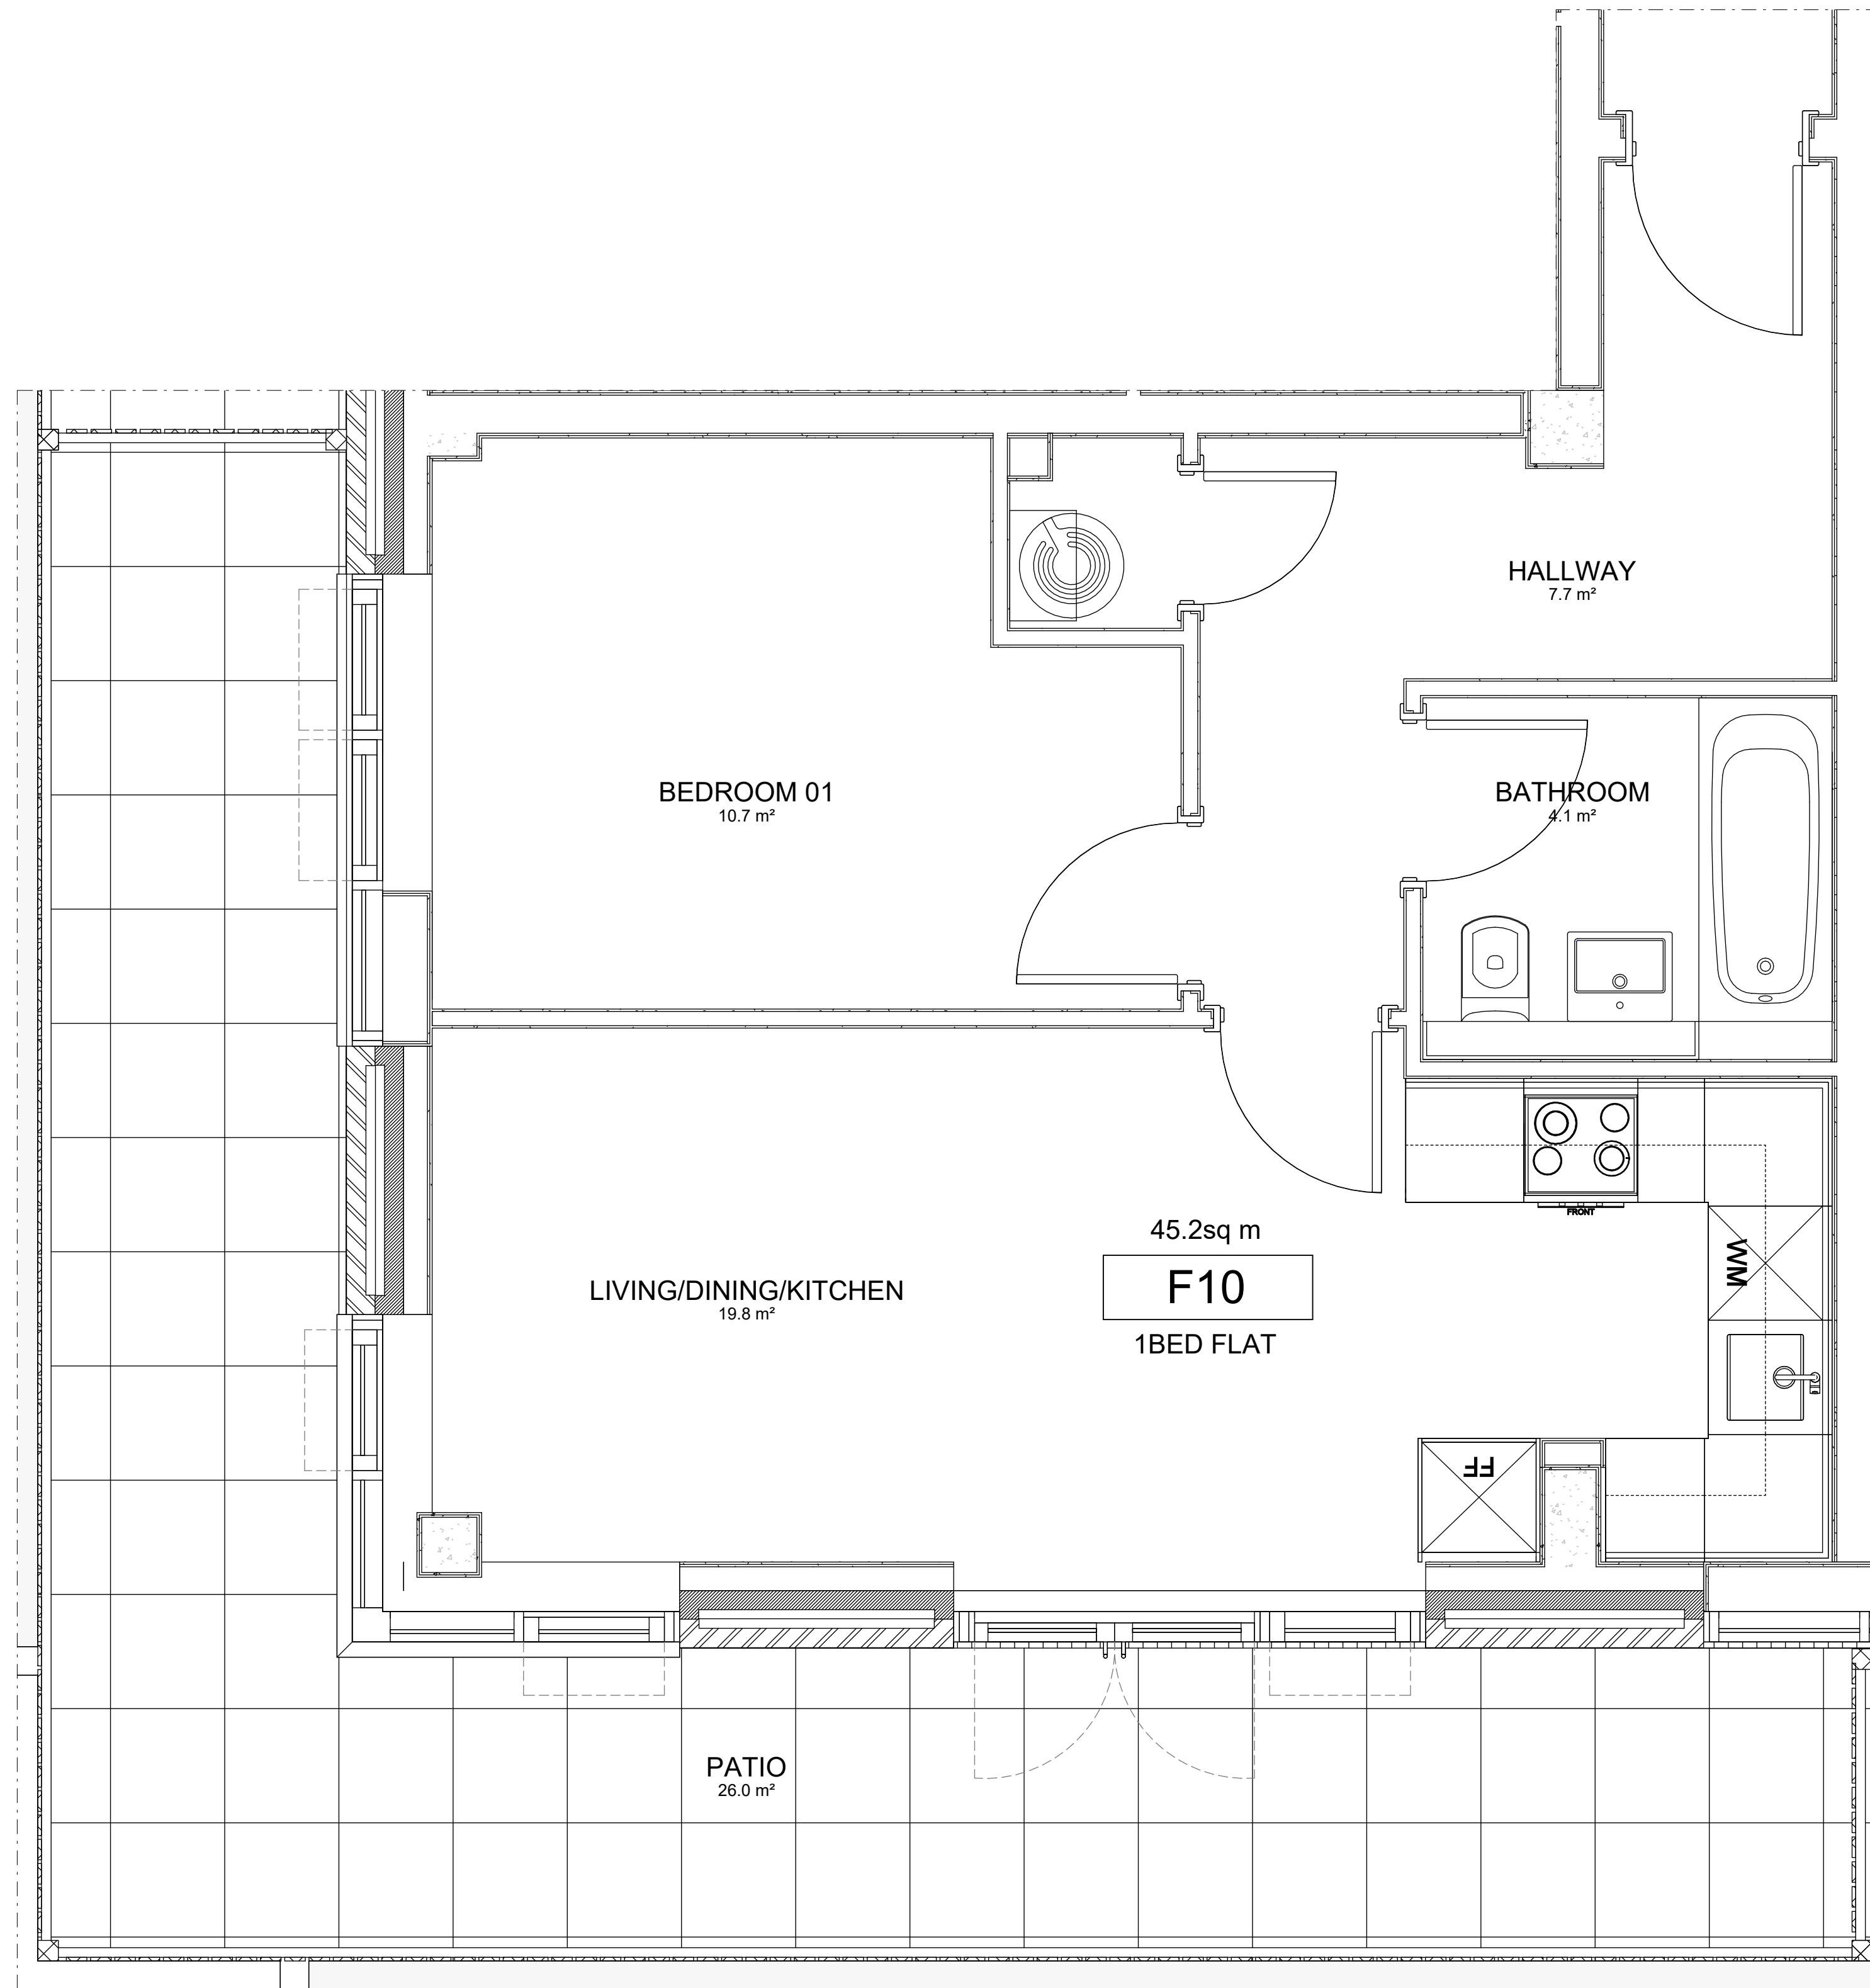 HALLWAY
7.7 m²
BEDROOM 01
10.7 m²
BATHROOM
4.1 m²
FRONT
45.2sq m
F10
1BED FLAT
LIVING/DINING/KITCHEN
19.8 m²
WM
FF
PATIO
26.0 m²